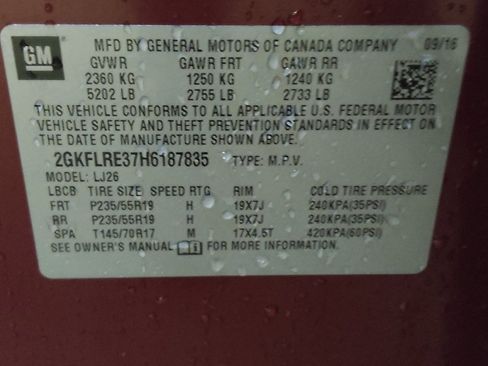 GM MFD BY GENERAL MOTORS OF CANADA COMPANY 09/16
GVWR GAWR FRT GAWR RR
2360 KG 1250 KG 1240 KG
5202 LB 2755 LB 2733 LB
THIS VEHICLE CONFORMS TO ALL APPLICABLE U.S. FEDERAL MOTOR
VEHICLE SAFETY AND THEFT PREVENTION STANDARDS IN EFFECT ON
THE DATE OF MANUFACTURE SHOWN ABOVE.
2GKFLRE37H6187835 TYPE: M.P.V.
MODEL: LJ26
LBCB TIRE SIZE SPEED RTG RIM COLD TIRE PRESSURE
FRT P235/55R19 H 19X7J 240KPA(35PSI)
RR P235/55R19 H 19X7J 240KPA(35PSI)
SPA T145/70R17 M 17X4.5T 420KPA(60PSI)
SEE OWNER'S MANUAL FOR MORE INFORMATION.